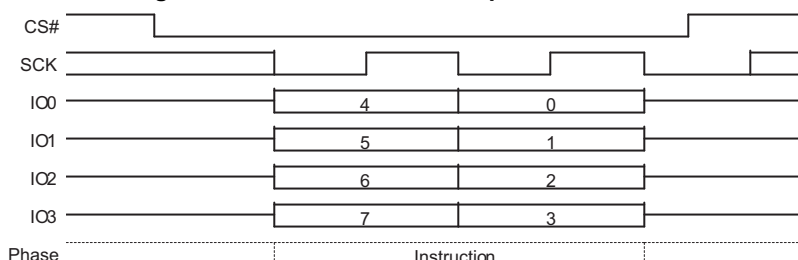 CS#
SCK
IO0 4 0
IO1 5 1
IO2 6 2
IO3 7 3
Phase Instruction